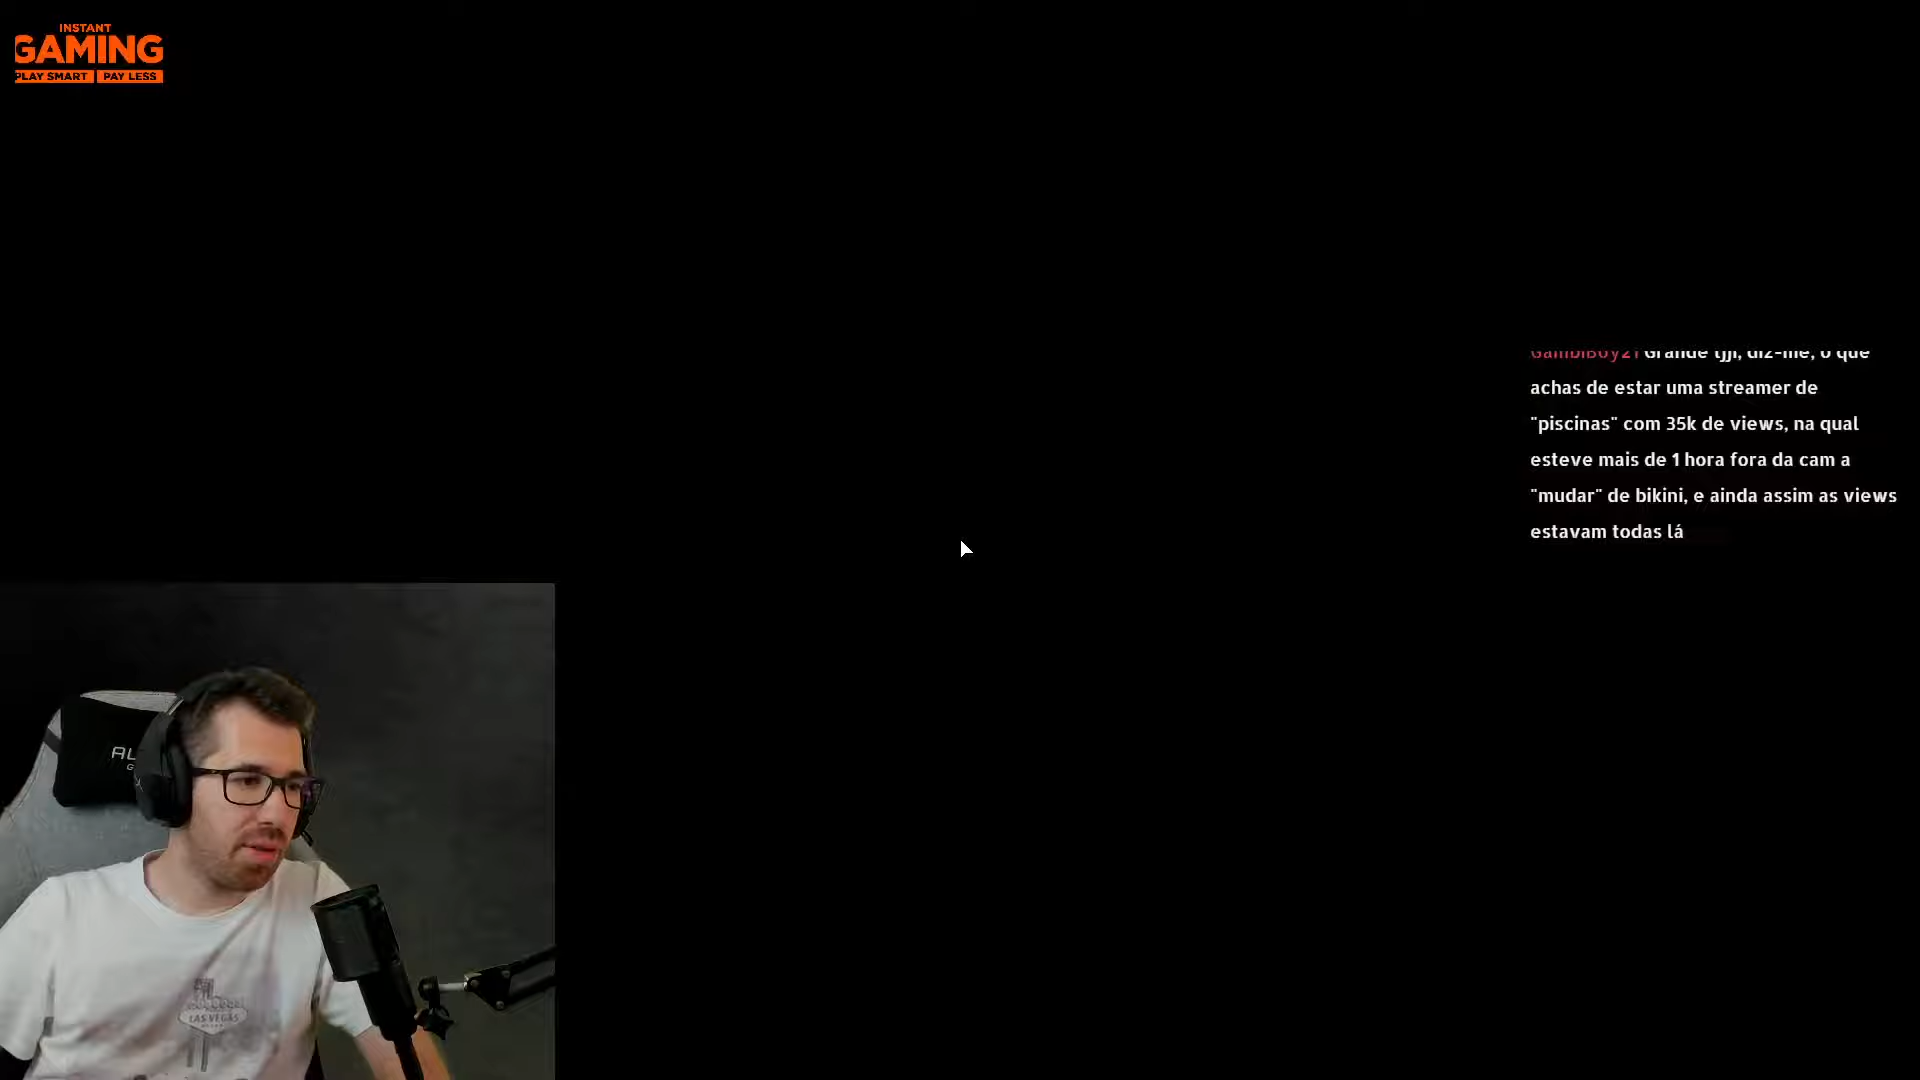 INSTANT
GAMING
PLAY SMART PAY LESS
GambiBoy21 Grande tjji, diz-me, o que
achas de estar uma streamer de
"piscinas" com 35k de views, na qual
esteve mais de 1 hora fora da cam a
"mudar" de bikini, e ainda assim as views
estavam todas lá
AL
G
LAS VEGAS